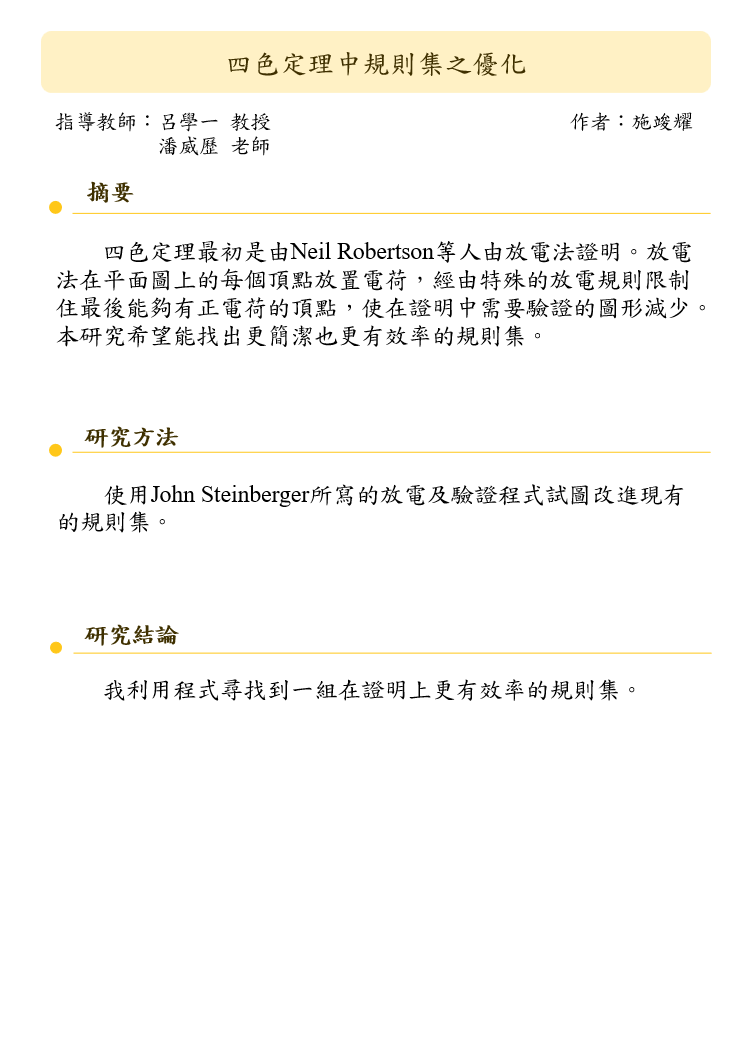 四色定理中規則集之優化
指導教師：呂學一 教授
作者：施竣耀
潘威歷 老師
摘要
四色定理最初是由Neil Robertson等人由放電法證明。放電
法在平面圖上的每個頂點放置電荷，經由特殊的放電規則限制
住最後能夠有正電荷的頂點，使在證明中需要驗證的圖形減少。
本研究希望能找出更簡潔也更有效率的規則集。
研究方法
使用John Steinberger所寫的放電及驗證程式試圖改進現有
的規則集。
研究結論
我利用程式尋找到一組在證明上更有效率的規則集。